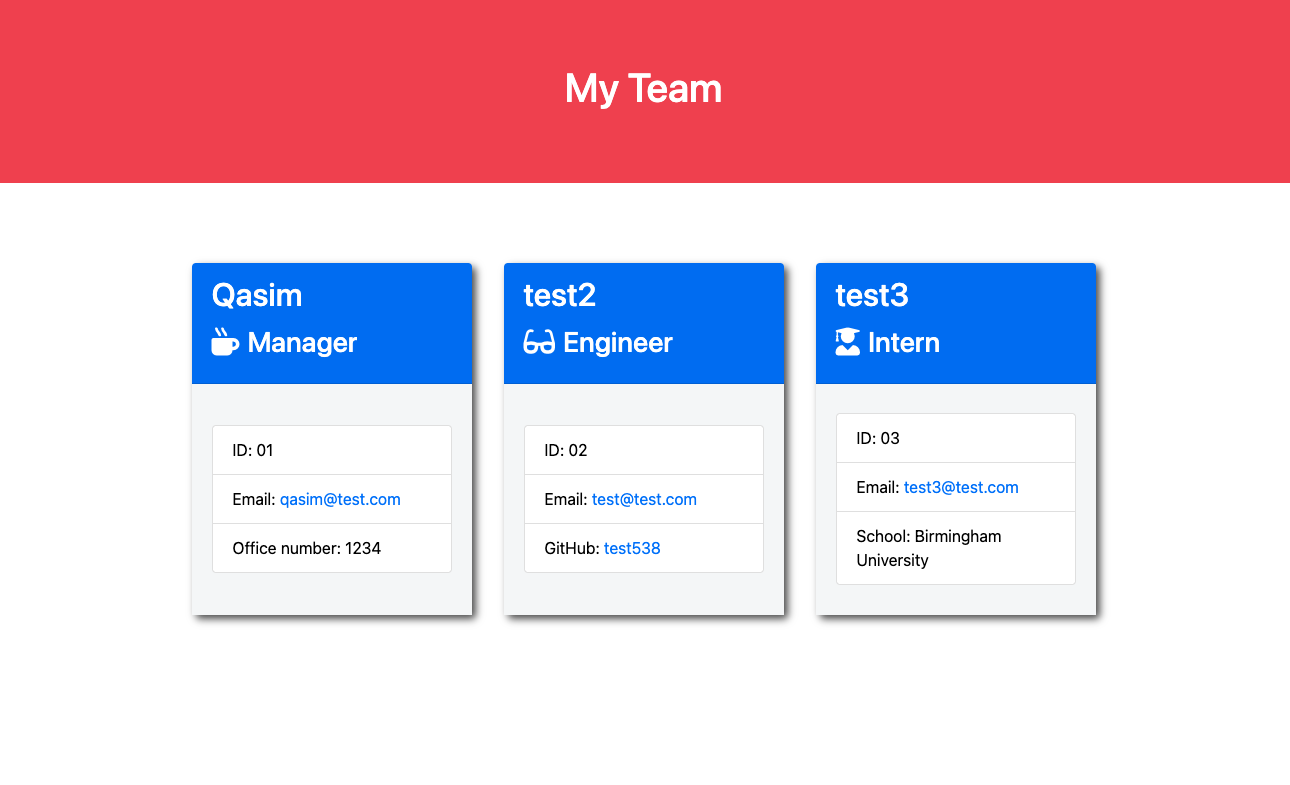 My Team
Qasim
Manager
ID: 01
Email: qasim@test.com
Office number: 1234
test2
Engineer
ID: 02
Email: test@test.com
GitHub: test538
test3
Intern
ID: 03
Email: test3@test.com
School: Birmingham
University